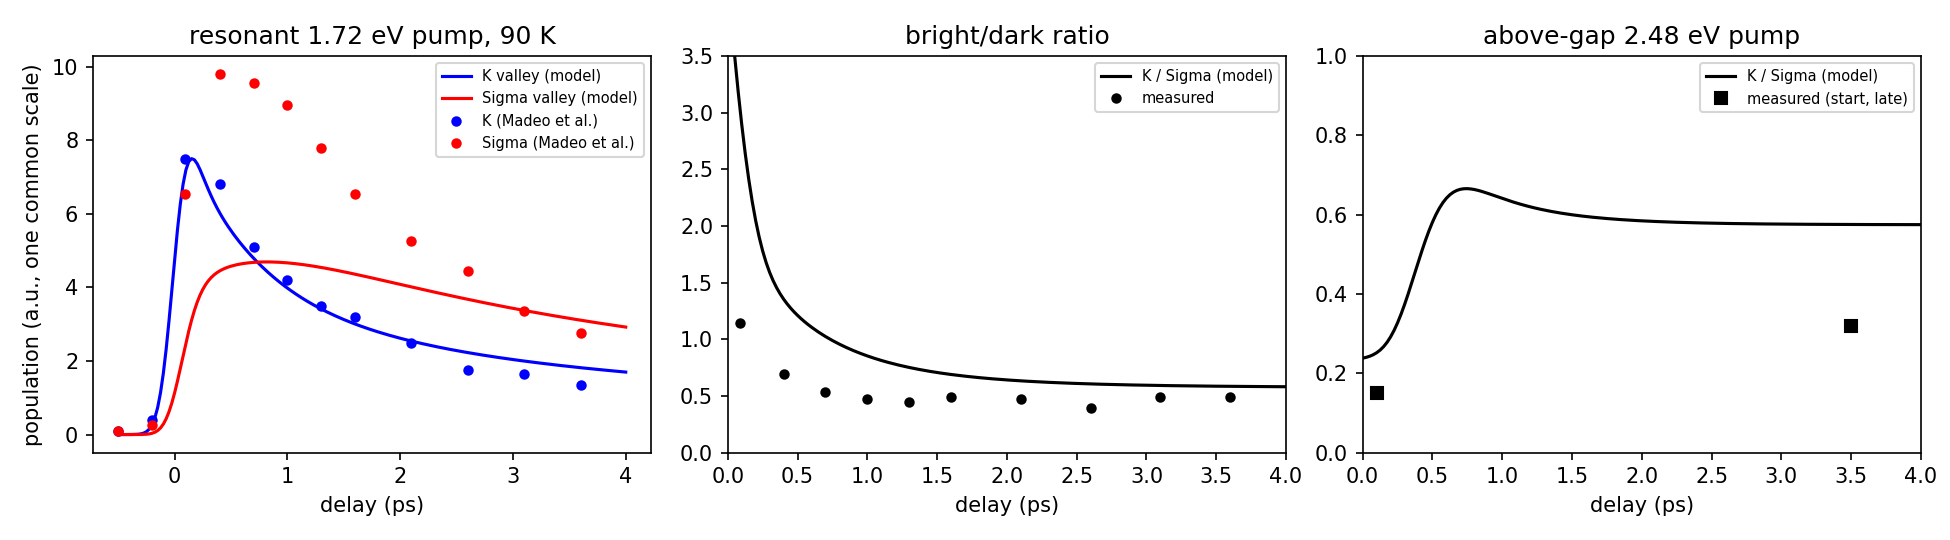 resonant 1.72 eV pump, 90 K
population (a.u., one common scale)
10
8
6
4
2
0
K valley (model)
Sigma valley (model)
K (Madeo et al.)
Sigma (Madeo et al.)
0 1 2 3 4
delay (ps)
bright/dark ratio
3.5
3.0
2.5
2.0
1.5
1.0
0.5
0.0
K / Sigma (model)
measured
0.0 0.5 1.0 1.5 2.0 2.5 3.0 3.5 4.0
delay (ps)
above-gap 2.48 eV pump
1.0
0.8
0.6
0.4
0.2
0.0
K / Sigma (model)
measured (start, late)
0.0 0.5 1.0 1.5 2.0 2.5 3.0 3.5 4.0
delay (ps)